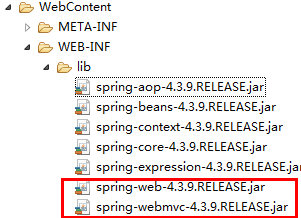 WebContent
META-INF
WEB-INF
lib
spring-aop-4.3.9.RELEASE.jar
spring-beans-4.3.9.RELEASE.jar
spring-context-4.3.9.RELEASE.jar
spring-core-4.3.9.RELEASE.jar
spring-expression-4.3.9.RELEASE.jar
spring-web-4.3.9.RELEASE.jar
spring-webmvc-4.3.9.RELEASE.jar